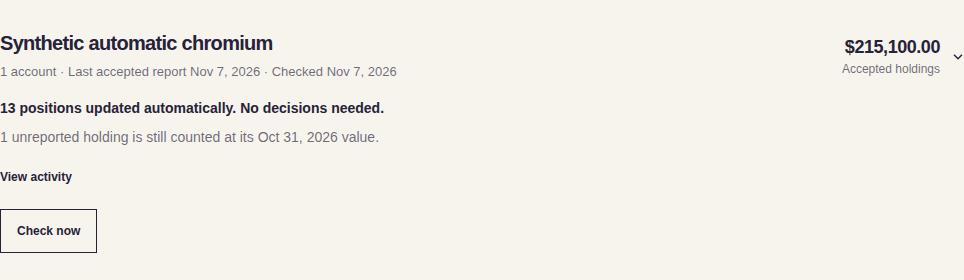 Synthetic automatic chromium
$215,100.00
1 account · Last accepted report Nov 7, 2026 · Checked Nov 7, 2026
Accepted holdings
13 positions updated automatically. No decisions needed.
1 unreported holding is still counted at its Oct 31, 2026 value.
View activity
Check now